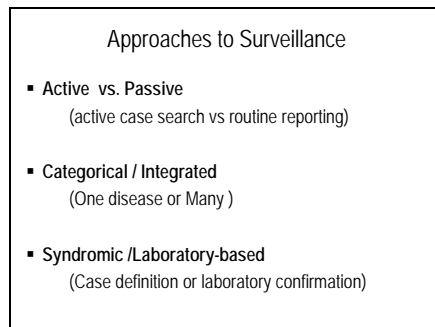 Approaches to Surveillance
▪ Active vs. Passive
(active case search vs routine reporting)
▪ Categorical / Integrated
(One disease or Many )
▪ Syndromic /Laboratory-based
(Case definition or laboratory confirmation)